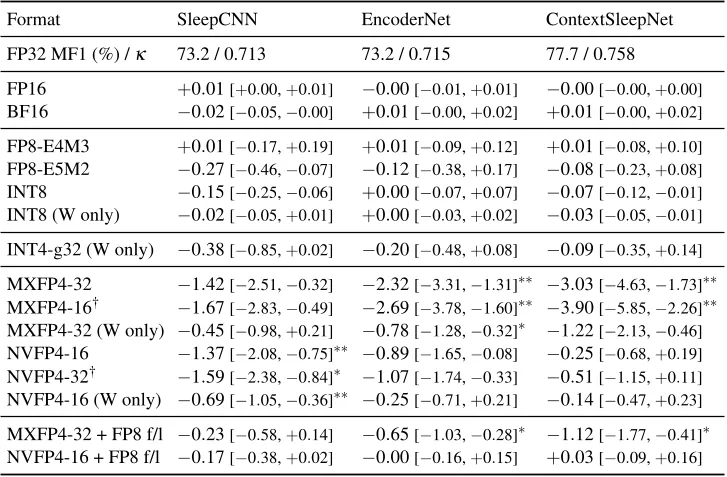 Format SleepCNN EncoderNet ContextSleepNet
FP32 MF1 (%) / κ 73.2 / 0.713 73.2 / 0.715 77.7 / 0.758
FP16 +0.01 [+0.00, +0.01] −0.00 [−0.01, +0.01] −0.00 [−0.00, +0.00]
BF16 −0.02 [−0.05, −0.00] +0.01 [−0.00, +0.02] +0.01 [−0.00, +0.02]
FP8-E4M3 +0.01 [−0.17, +0.19] +0.01 [−0.09, +0.12] +0.01 [−0.08, +0.10]
FP8-E5M2 −0.27 [−0.46, −0.07] −0.12 [−0.38, +0.17] −0.08 [−0.23, +0.08]
INT8 −0.15 [−0.25, −0.06] +0.00 [−0.07, +0.07] −0.07 [−0.12, −0.01]
INT8 (W only) −0.02 [−0.05, +0.01] +0.00 [−0.03, +0.02] −0.03 [−0.05, −0.01]
INT4-g32 (W only) −0.38 [−0.85, +0.02] −0.20 [−0.48, +0.08] −0.09 [−0.35, +0.14]
MXFP4-32 −1.42 [−2.51, −0.32] −2.32 [−3.31, −1.31]** −3.03 [−4.63, −1.73]**
MXFP4-16† −1.67 [−2.83, −0.49] −2.69 [−3.78, −1.60]** −3.90 [−5.85, −2.26]**
MXFP4-32 (W only) −0.45 [−0.98, +0.21] −0.78 [−1.28, −0.32]* −1.22 [−2.13, −0.46]
NVFP4-16 −1.37 [−2.08, −0.75]** −0.89 [−1.65, −0.08] −0.25 [−0.68, +0.19]
NVFP4-32† −1.59 [−2.38, −0.84]* −1.07 [−1.74, −0.33] −0.51 [−1.15, +0.11]
NVFP4-16 (W only) −0.69 [−1.05, −0.36]** −0.25 [−0.71, +0.21] −0.14 [−0.47, +0.23]
MXFP4-32 + FP8 f/l −0.23 [−0.58, +0.14] −0.65 [−1.03, −0.28]* −1.12 [−1.77, −0.41]*
NVFP4-16 + FP8 f/l −0.17 [−0.38, +0.02] −0.00 [−0.16, +0.15] +0.03 [−0.09, +0.16]